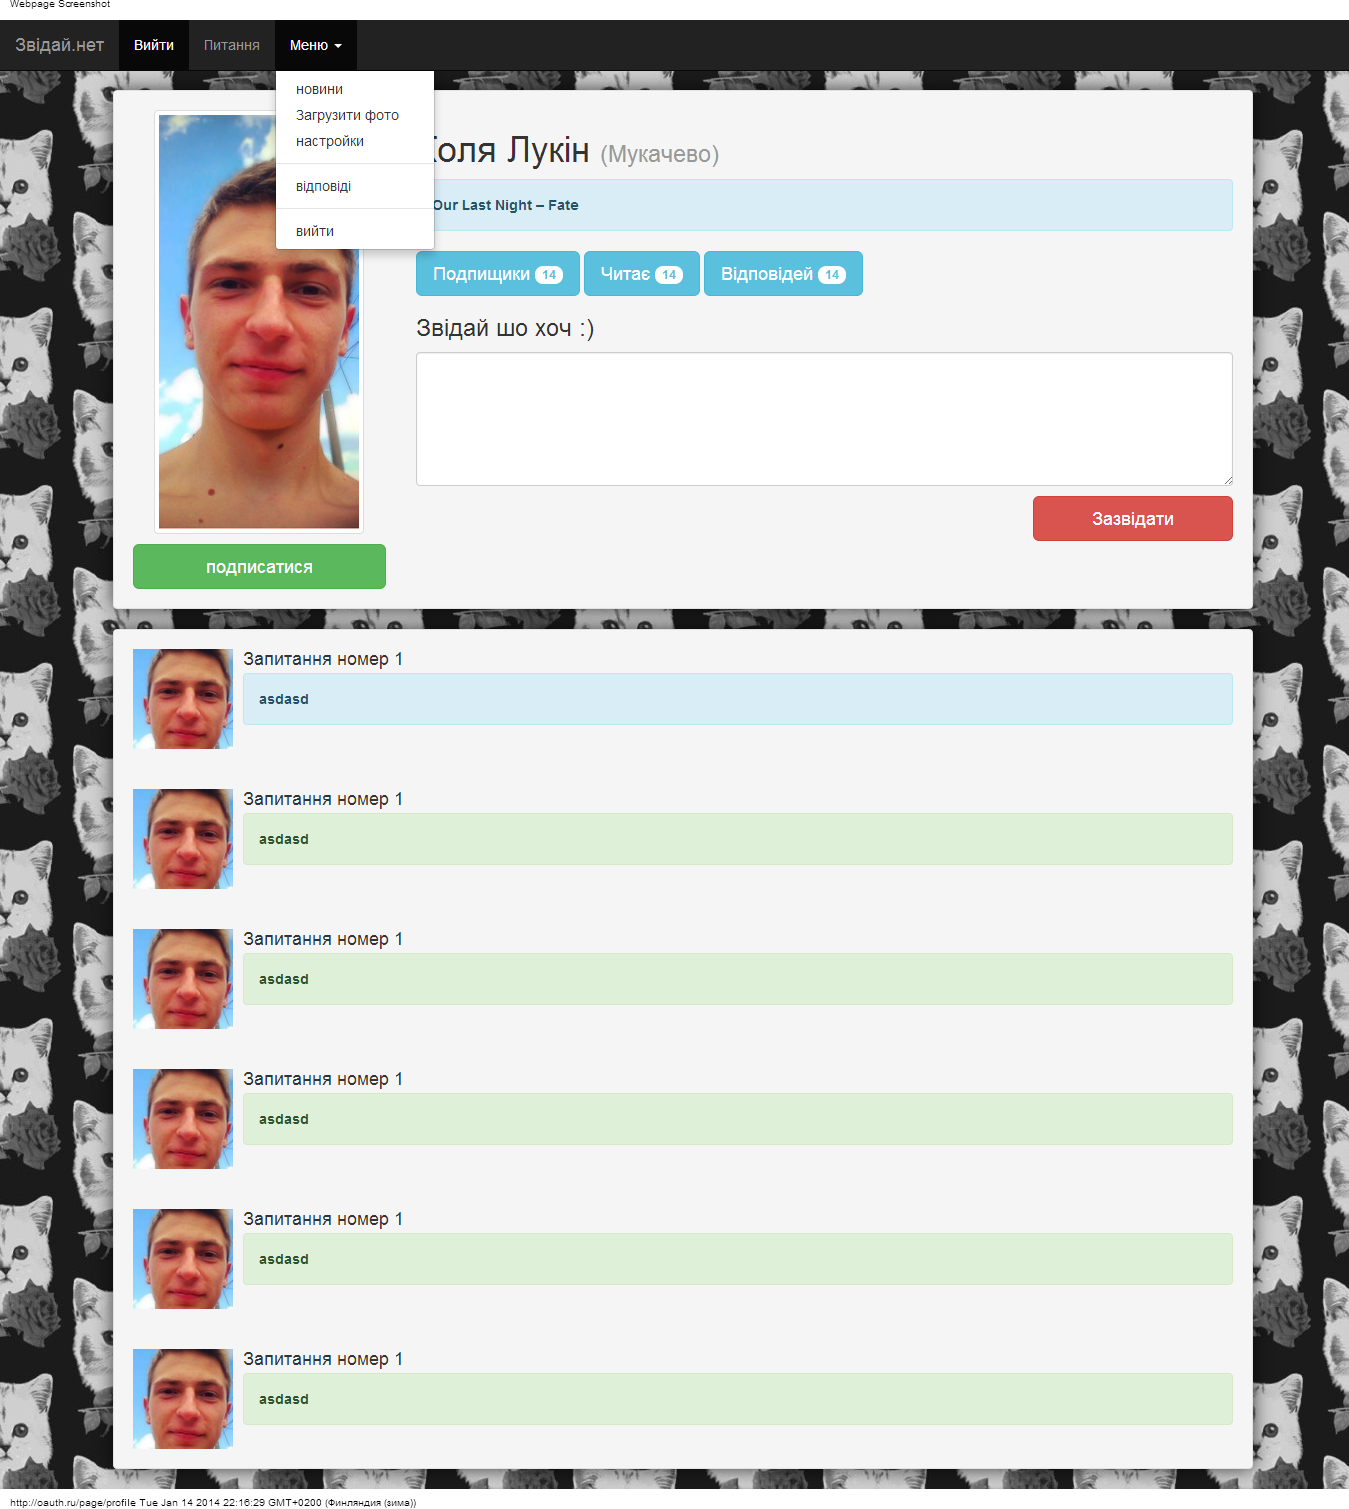 Webpage Screenshot
Звідай.нет Вийти Питання Меню
новини
Загрузити фото
настройки
відповіді
вийти
Коля Лукін (Мукачево)
Our Last Night – Fate
Подпищики 14 Читає 14 Відповідей 14
Звідай шо хоч :)
Зазвідати
подписатися
Запитання номер 1
asdasd
Запитання номер 1
asdasd
Запитання номер 1
asdasd
Запитання номер 1
asdasd
Запитання номер 1
asdasd
Запитання номер 1
asdasd
http://oauth.ru/page/profile Tue Jan 14 2014 22:16:29 GMT+0200 (Финляндия (зима))